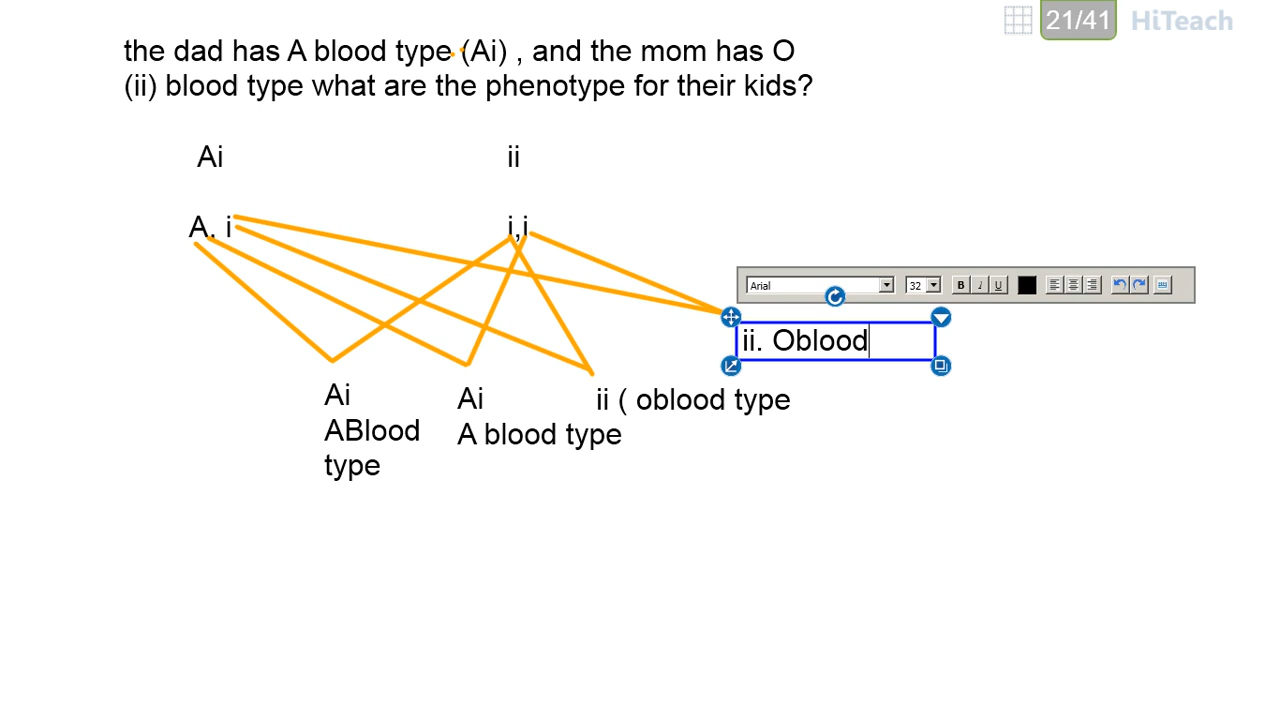 21/41 HiTeach
the dad has A blood type (Ai) , and the mom has O
(ii) blood type what are the phenotype for their kids?
Ai ii
A, i i,i
Arial 32 B I U
ii. Oblood
Ai Ai ii ( oblood type
ABlood A blood type
type